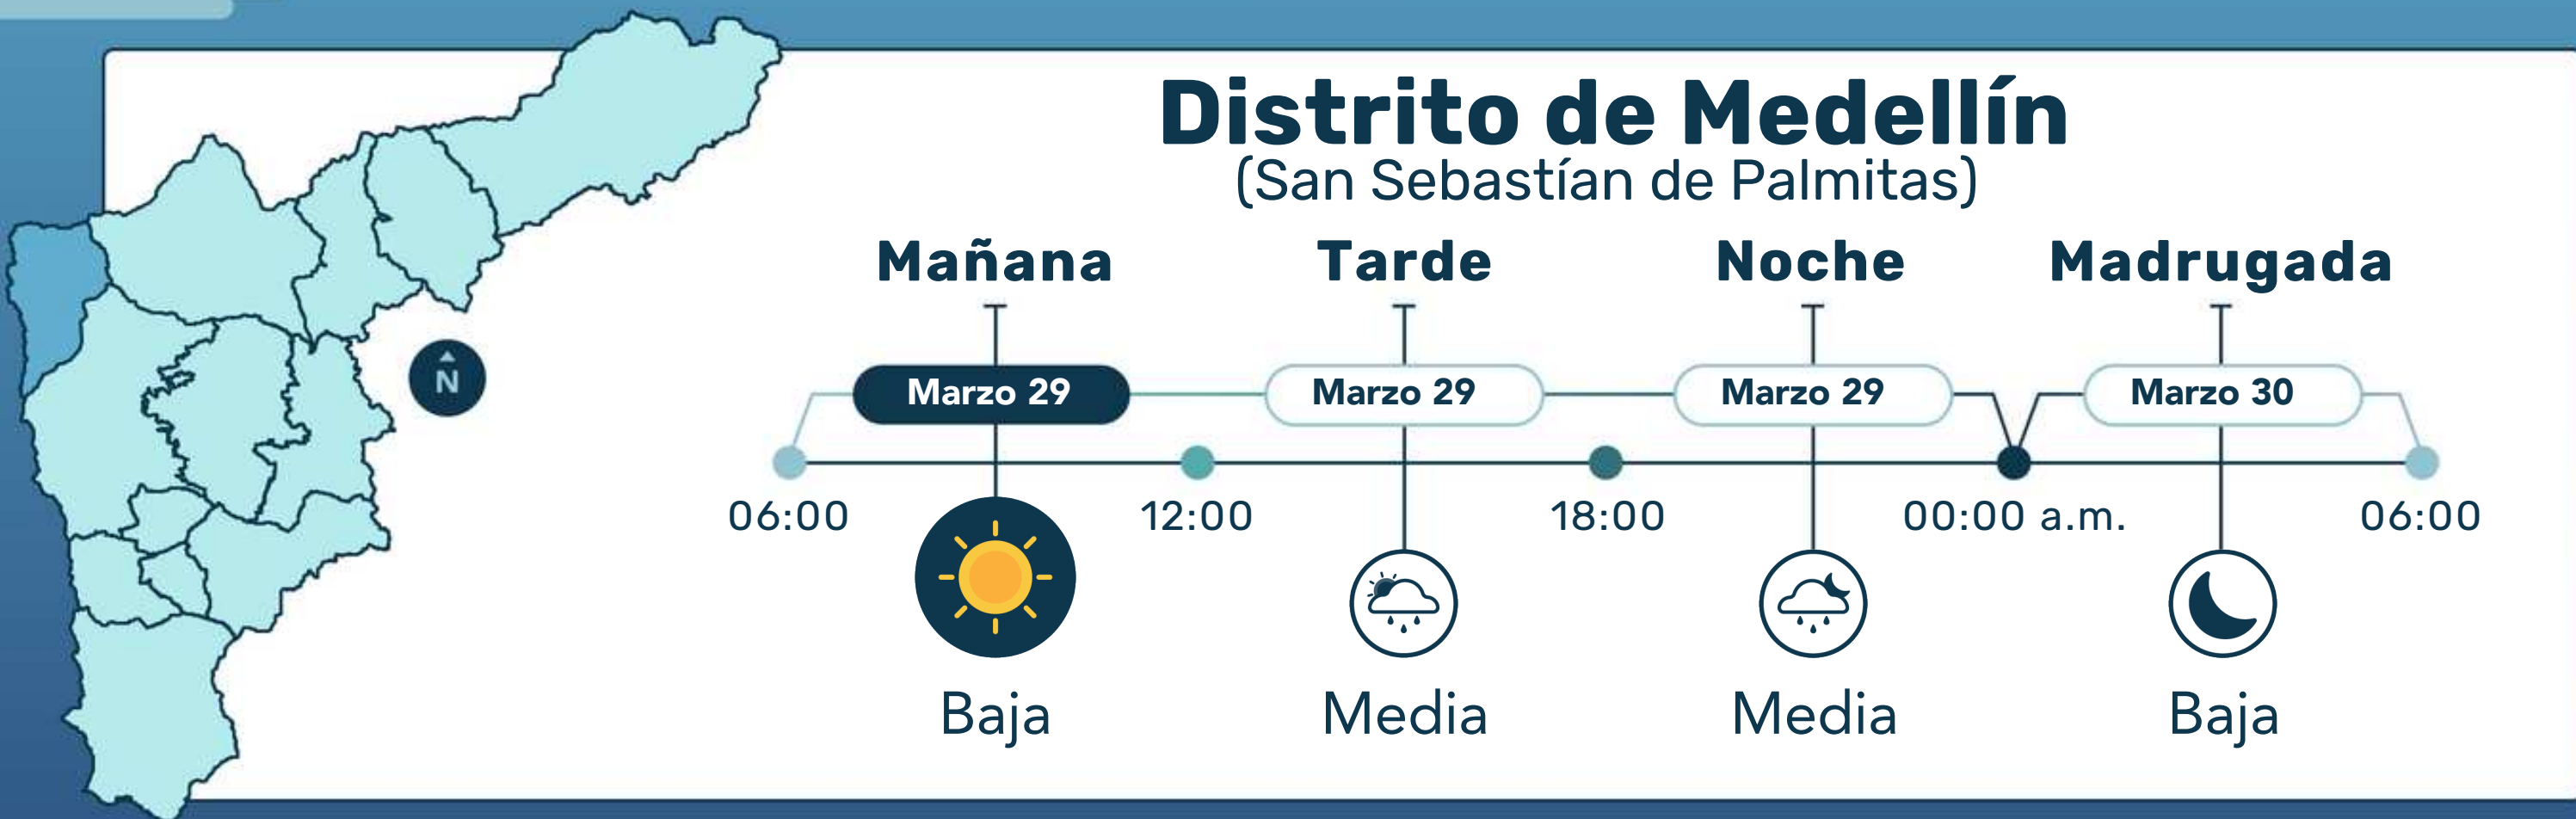 Distrito de Medellín
(San Sebastían de Palmitas)
Mañana Tarde Noche Madrugada
Marzo 29 Marzo 29 Marzo 29 Marzo 30
N
06:00 12:00 18:00 00:00 a.m. 06:00
Baja Media Media Baja